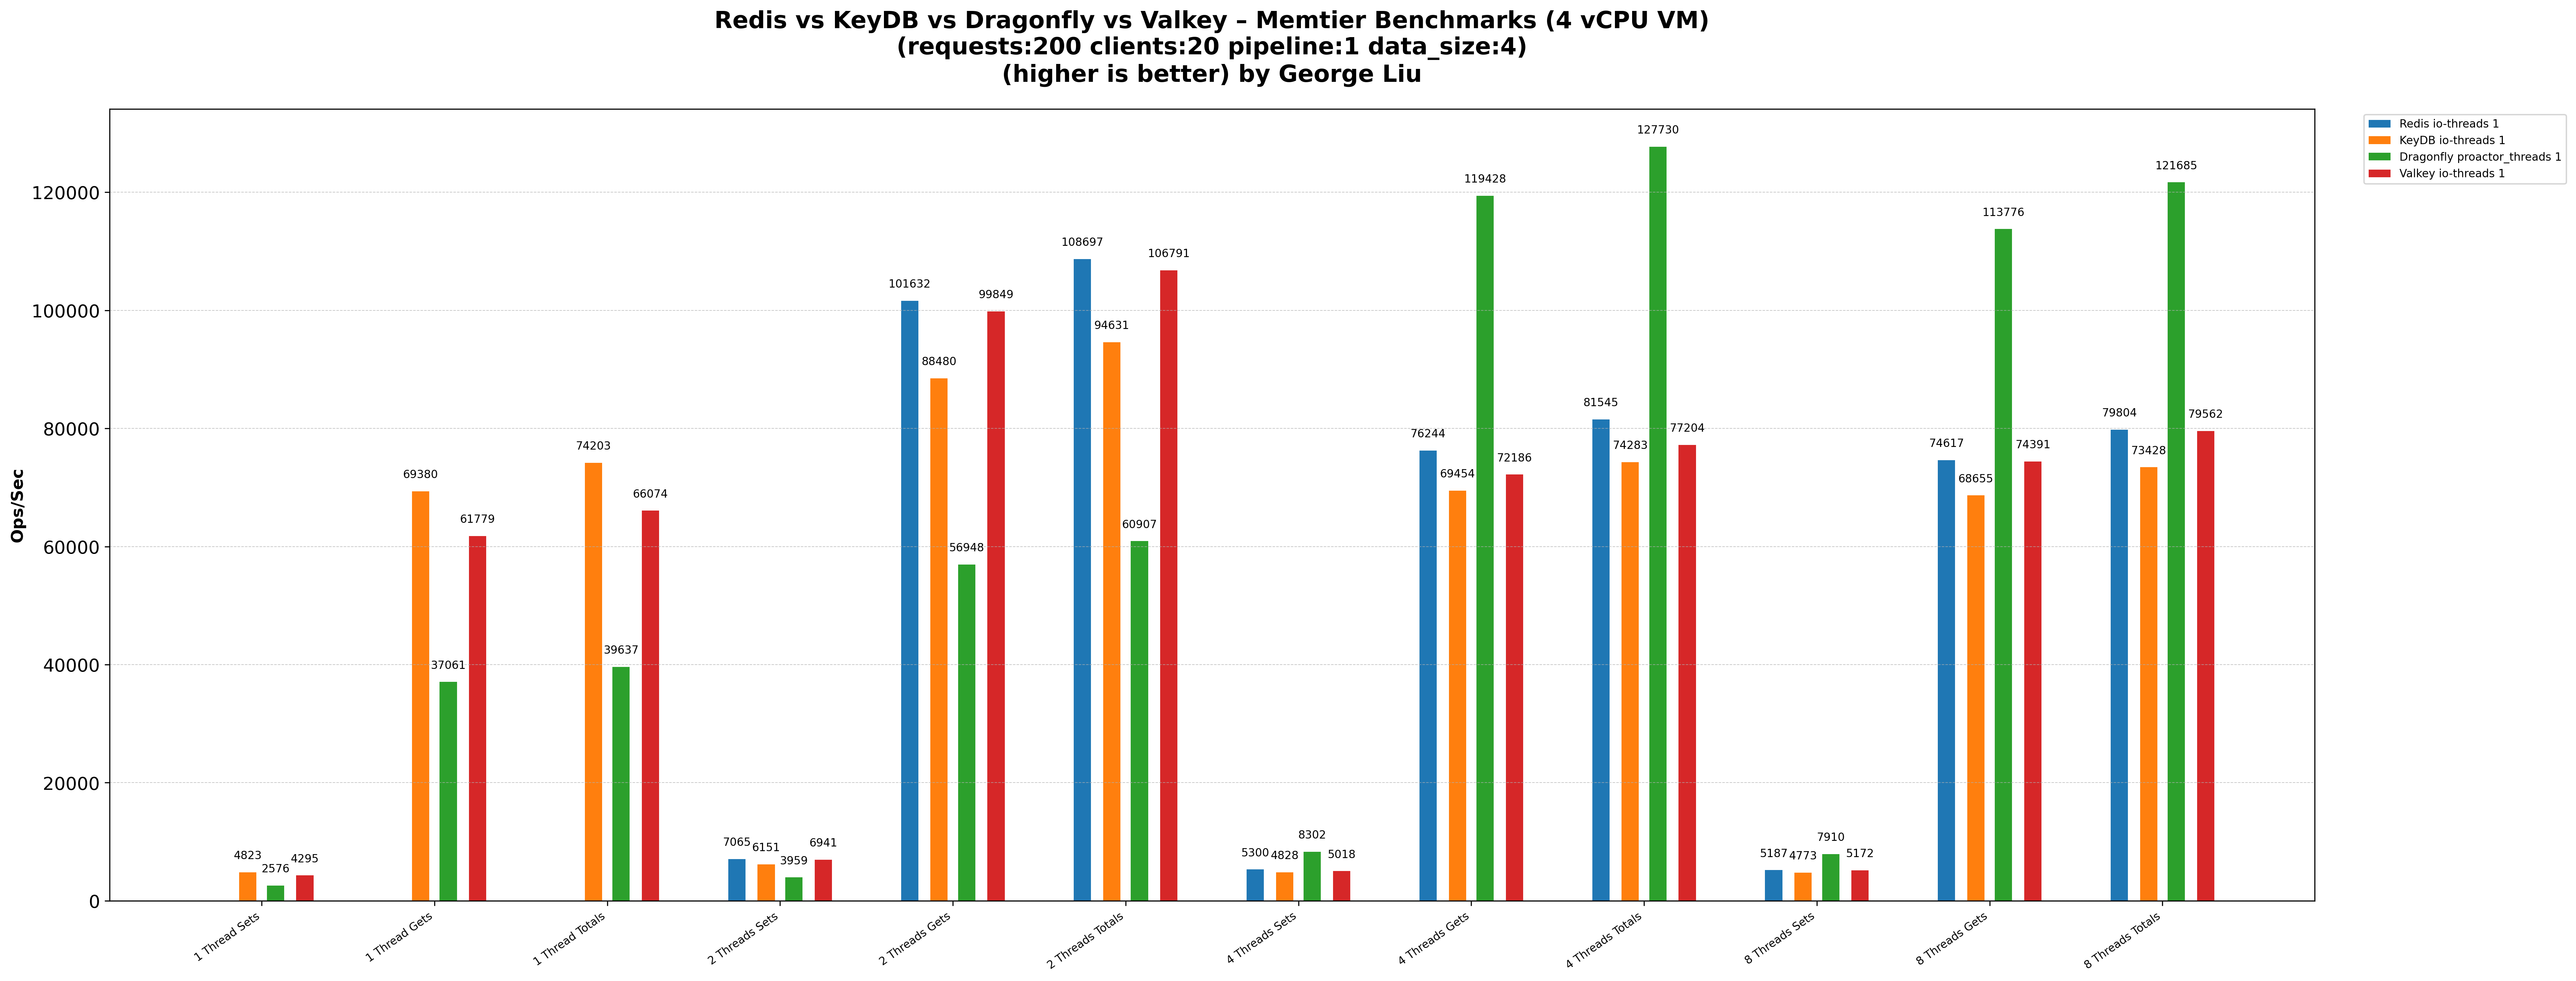 Redis vs KeyDB vs Dragonfly vs Valkey – Memtier Benchmarks (4 vCPU VM)
(requests:200 clients:20 pipeline:1 data_size:4)
(higher is better) by George Liu
Redis io-threads 1
KeyDB io-threads 1
Dragonfly proactor_threads 1
Valkey io-threads 1
Ops/Sec
120000
100000
80000
60000
40000
20000
0
4823
2576
4295
69380
37061
61779
74203
39637
66074
7065
6151
3959
6941
101632
88480
56948
99849
108697
94631
60907
106791
5300
4828
8302
5018
76244
69454
119428
72186
81545
74283
127730
77204
5187
4773
7910
5172
74617
68655
113776
74391
79804
73428
121685
79562
1 Thread Sets
1 Thread Gets
1 Thread Totals
2 Threads Sets
2 Threads Gets
2 Threads Totals
4 Threads Sets
4 Threads Gets
4 Threads Totals
8 Threads Sets
8 Threads Gets
8 Threads Totals